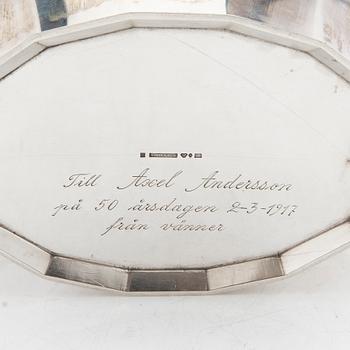 Till Axel Andersson
på 50 årsdagen 2-3-1917
från vänner